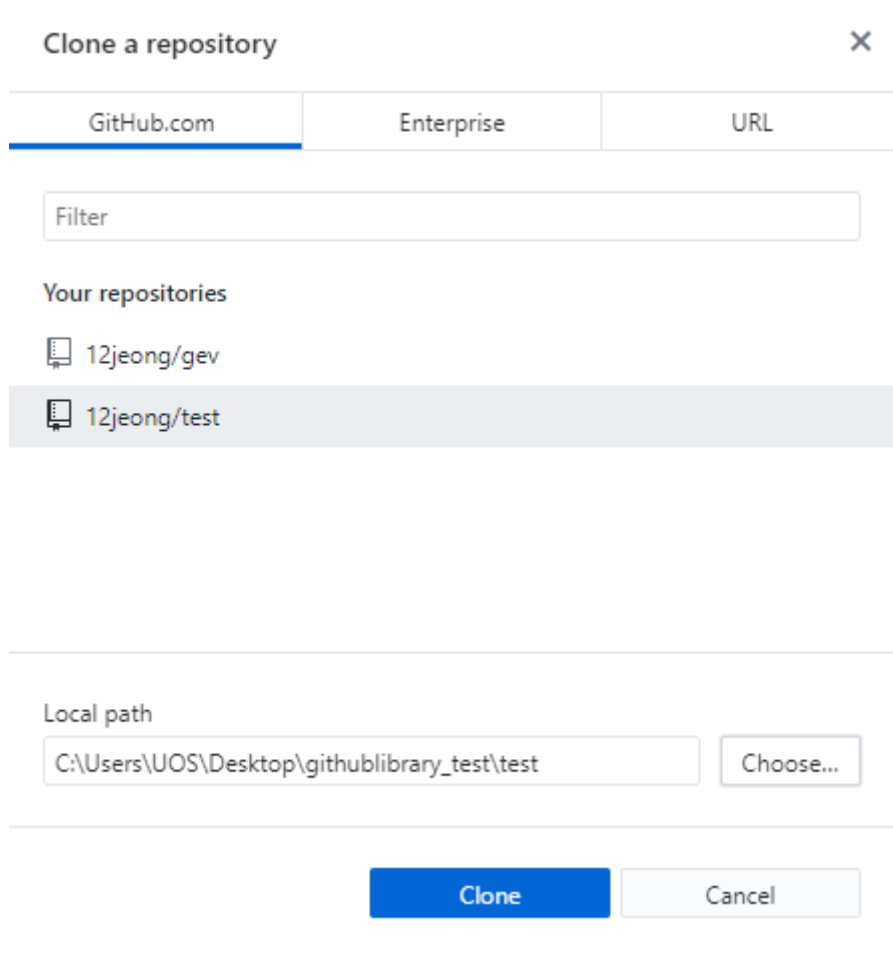 Clone a repository
GitHub.com Enterprise URL
Filter
Your repositories
12jeong/gev
12jeong/test
Local path
C:\Users\UOS\Desktop\githublibrary_test\test Choose...
Clone Cancel